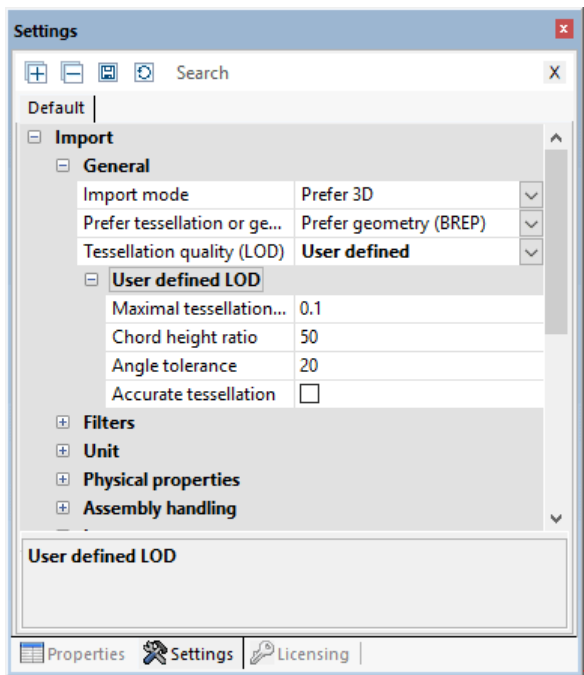 Settings
Search X
Default
Import
General
Import mode Prefer 3D
Prefer tessellation or ge... Prefer geometry (BREP)
Tessellation quality (LOD) User defined
User defined LOD
Maximal tessellation... 0.1
Chord height ratio 50
Angle tolerance 20
Accurate tessellation
Filters
Unit
Physical properties
Assembly handling
User defined LOD
Properties Settings Licensing